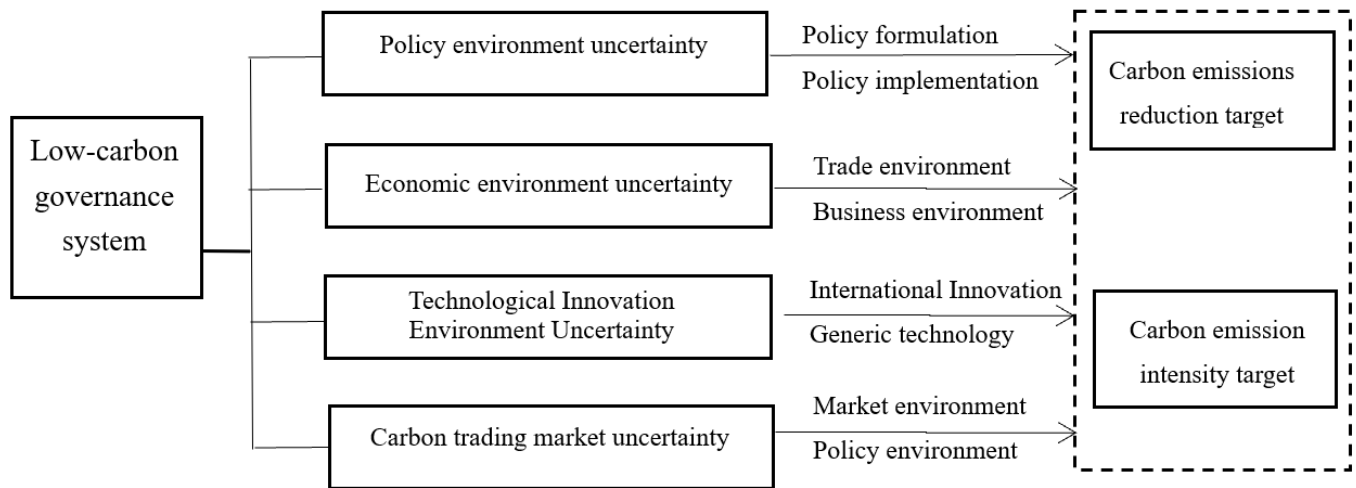 Low-carbon
governance
system
Policy environment uncertainty
Policy formulation
Policy implementation
Economic environment uncertainty
Trade environment
Business environment
Technological Innovation
Environment Uncertainty
International Innovation
Generic technology
Carbon trading market uncertainty
Market environment
Policy environment
Carbon emissions
reduction target
Carbon emission
intensity target